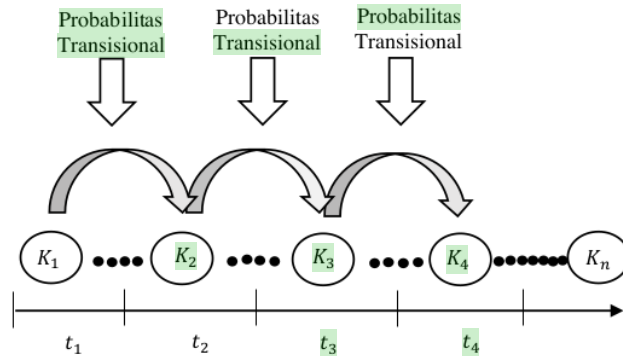 Probabilitas Probabilitas Probabilitas
Transisional Transisional Transisional
K₁ K₂ K₃ K₄ Kₙ
t₁ t₂ t₃ t₄